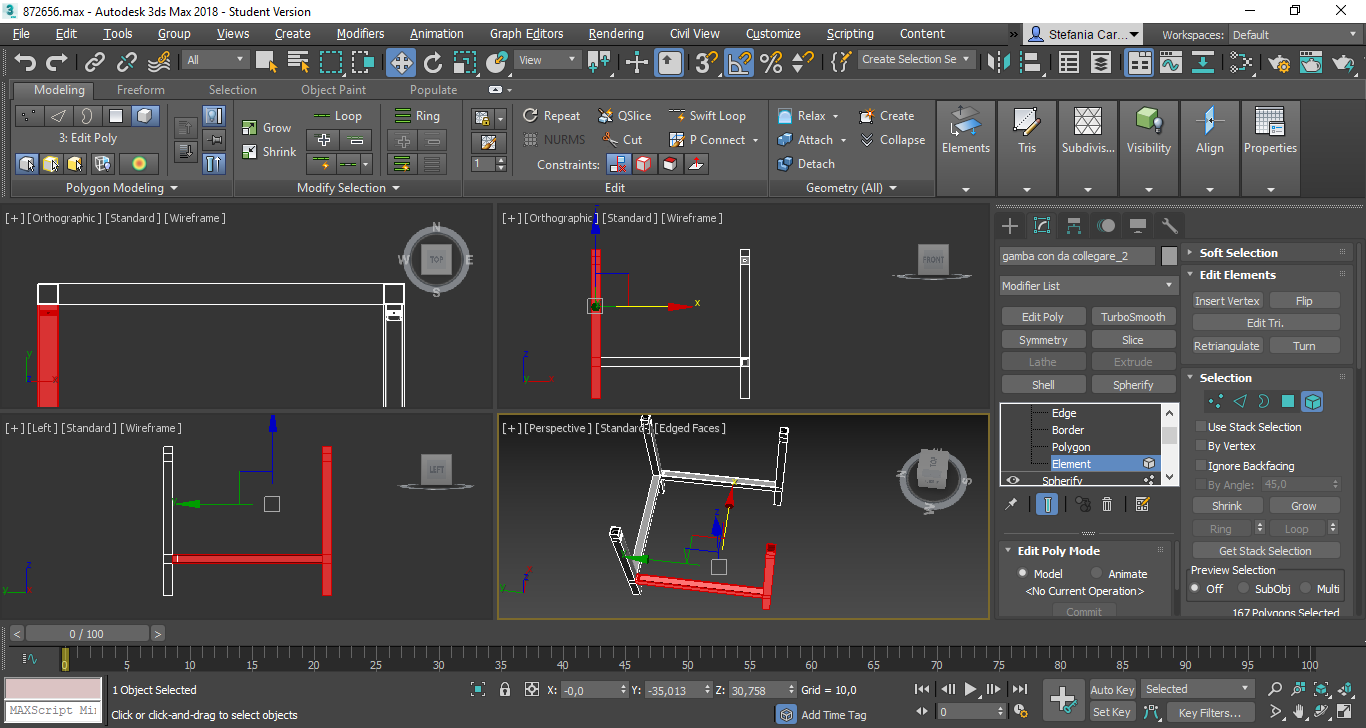 872656.max - Autodesk 3ds Max 2018 - Student Version
File Edit Tools Group Views Create Modifiers Animation Graph Editors Rendering Civil View Customize Scripting Content » Stefania Car... Workspaces: Default
All View Create Selection Se
Modeling Freeform Selection Object Paint Populate
Loop Ring Repeat QSlice Swift Loop Relax Create
3: Edit Poly Grow NURMS Cut P Connect Attach Collapse Elements Tris Subdivis... Visibility Align Properties
Shrink 1 Constraints: Detach
Polygon Modeling Modify Selection Edit Geometry (All)
[+] [Orthographic] [Standard] [Wireframe] [+] [Orthographic] [Standard] [Wireframe]
N
W TOP E
S
FRONT
x
z
y
y
z x
[+] [Left] [Standard] [Wireframe] [+] [Perspective] [Standard] [Edged Faces]
LEFT
TOP
N
S
W
z
y
gamba con da collegare_2
Modifier List
Edit Poly TurboSmooth
Symmetry Slice
Lathe Extrude
Shell Spherify
Edge
Border
Polygon
Element
Spherify
Edit Poly Mode
Model Animate
<No Current Operation>
Commit
Soft Selection
Edit Elements
Insert Vertex Flip
Edit Tri.
Retriangulate Turn
Selection
Use Stack Selection
By Vertex
Ignore Backfacing
By Angle: 45,0
Shrink Grow
Ring Loop
Get Stack Selection
Preview Selection
Off SubObj Multi
167 Polygons Selected
< 0 / 100 >
0 5 10 15 20 25 30 35 40 45 50 55 60 65 70 75 80 85 90 95 100
1 Object Selected X: -0,0 Y: -35,013 Z: 30,758 Grid = 10,0 Auto Key Selected
MAXScript Mi Click or click-and-drag to select objects Add Time Tag 0 Set Key Key Filters...